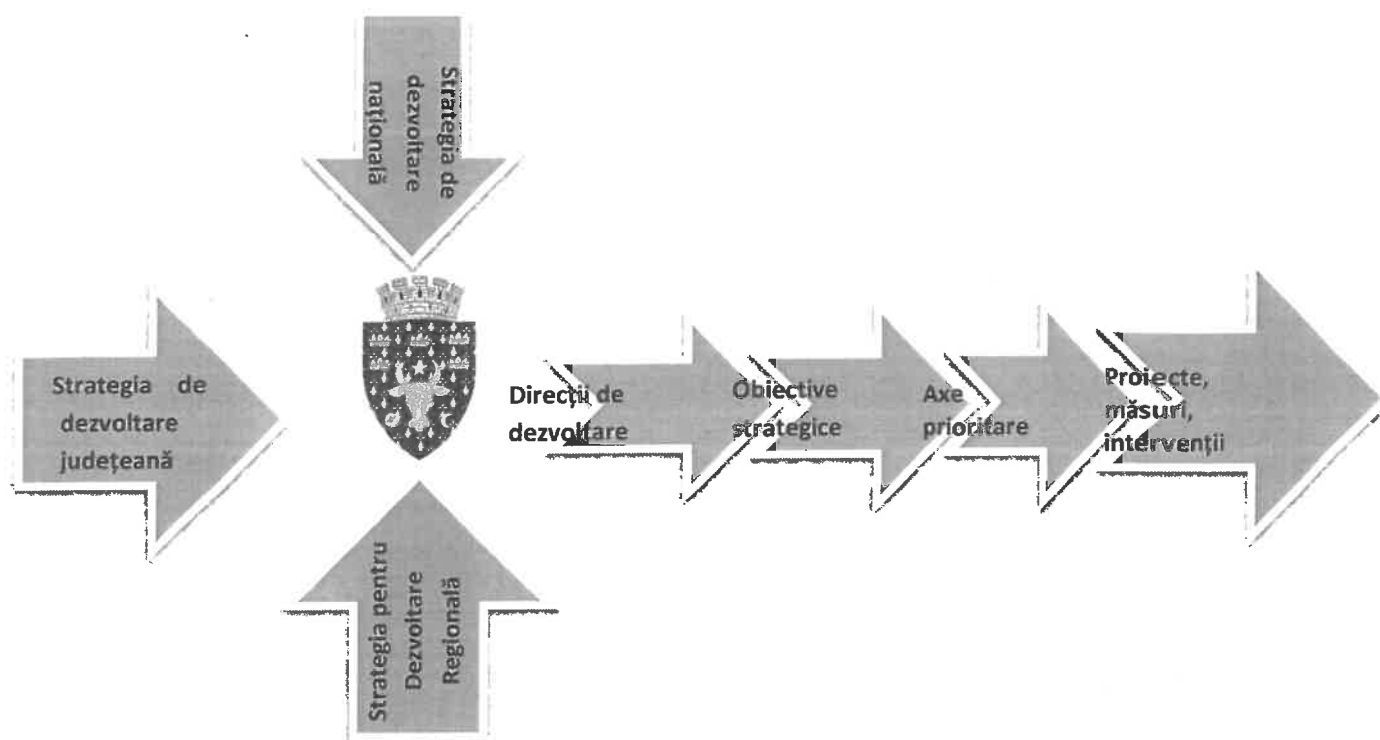 Strategia de
dezvoltare
națională
Strategia de
dezvoltare
județeană
Direcții de
dezvoltare
Obiective
strategice
Axe
prioritare
Proiecte,
măsuri,
intervenții
Strategia pentru
Dezvoltare
Regională